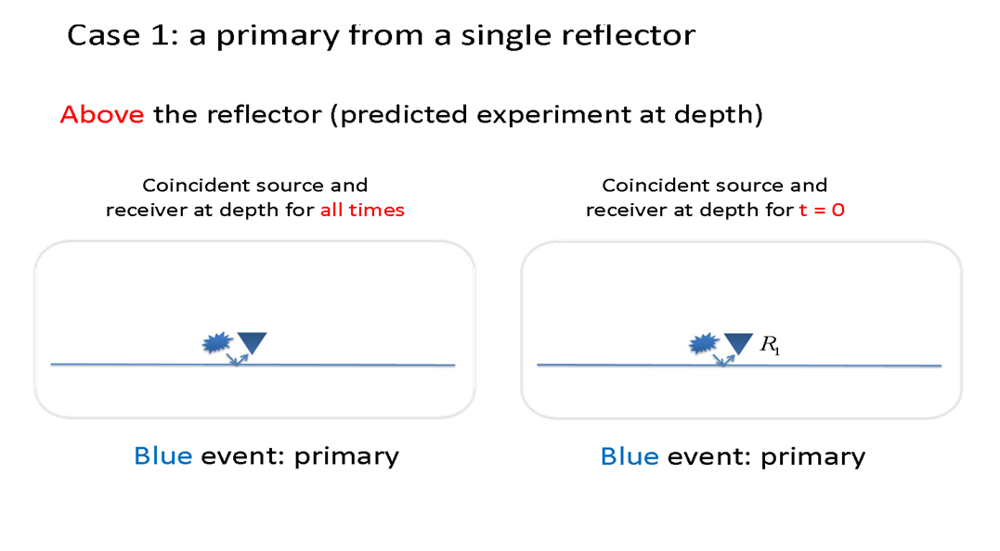 Case 1: a primary from a single reflector
Above the reflector (predicted experiment at depth)
Coincident source and
receiver at depth for all times
Coincident source and
receiver at depth for t = 0
R1
Blue event: primary
Blue event: primary